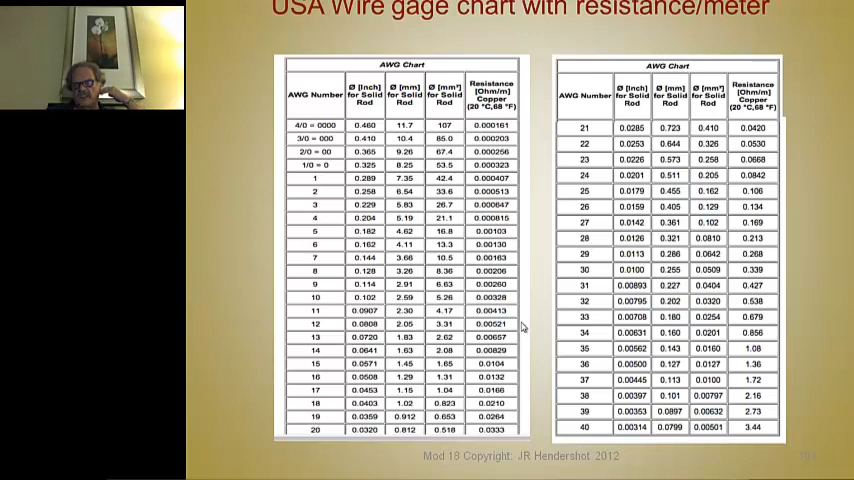 USA Wire gage chart with resistance/meter
AWG Chart
AWG Number Ø [Inch] for Solid Rod Ø [mm] for Solid Rod Ø [mm²] for Solid Rod Resistance [Ohm/m] Copper (20 °C,68 °F)
4/0 = 0000 0.460 11.7 107 0.000161
3/0 = 000 0.410 10.4 85.0 0.000203
2/0 = 00 0.365 9.26 67.4 0.000256
1/0 = 0 0.325 8.25 53.5 0.000323
1 0.289 7.35 42.4 0.000407
2 0.258 6.54 33.6 0.000513
3 0.229 5.83 26.7 0.000647
4 0.204 5.19 21.1 0.000815
5 0.182 4.62 16.8 0.00103
6 0.162 4.11 13.3 0.00130
7 0.144 3.66 10.5 0.00163
8 0.128 3.26 8.36 0.00206
9 0.114 2.91 6.63 0.00260
10 0.102 2.59 5.26 0.00328
11 0.0907 2.30 4.17 0.00413
12 0.0808 2.05 3.31 0.00521
13 0.0720 1.83 2.62 0.00657
14 0.0641 1.63 2.08 0.00829
15 0.0571 1.45 1.65 0.0104
16 0.0508 1.29 1.31 0.0132
17 0.0453 1.15 1.04 0.0166
18 0.0403 1.02 0.823 0.0210
19 0.0359 0.912 0.653 0.0264
20 0.0320 0.812 0.518 0.0333
AWG Chart
AWG Number Ø [Inch] for Solid Rod Ø [mm] for Solid Rod Ø [mm²] for Solid Rod Resistance [Ohm/m] Copper (20 °C,68 °F)
21 0.0285 0.723 0.410 0.0420
22 0.0253 0.644 0.326 0.0530
23 0.0226 0.573 0.258 0.0668
24 0.0201 0.511 0.205 0.0842
25 0.0179 0.455 0.162 0.106
26 0.0159 0.405 0.129 0.134
27 0.0142 0.361 0.102 0.169
28 0.0126 0.321 0.0810 0.213
29 0.0113 0.286 0.0642 0.268
30 0.0100 0.255 0.0509 0.339
31 0.00893 0.227 0.0404 0.427
32 0.00795 0.202 0.0320 0.538
33 0.00708 0.180 0.0254 0.679
34 0.00631 0.160 0.0201 0.856
35 0.00562 0.143 0.0160 1.08
36 0.00500 0.127 0.0127 1.36
37 0.00445 0.113 0.0100 1.72
38 0.00397 0.101 0.00797 2.16
39 0.00353 0.0897 0.00632 2.73
40 0.00314 0.0799 0.00501 3.44
Mod 18 Copyright: JR Hendershot 2012